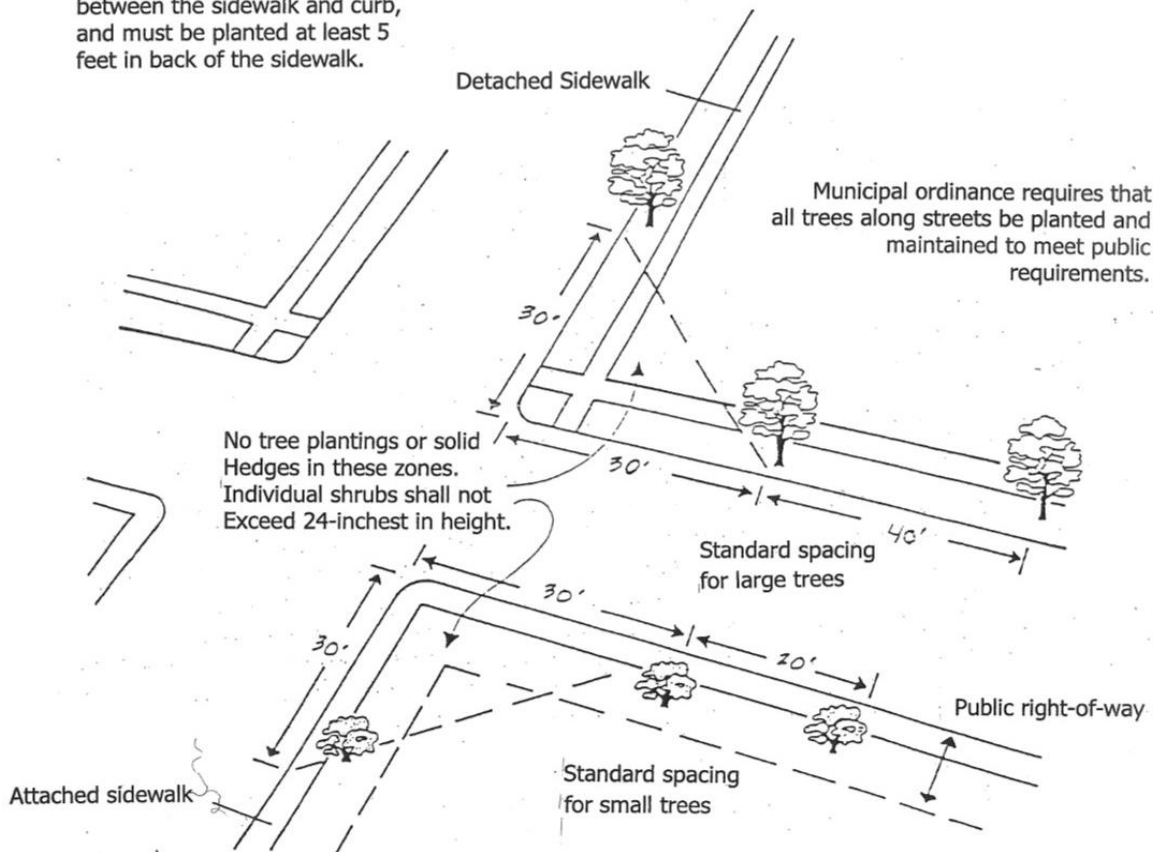 between the sidewalk and curb,
and must be planted at least 5
feet in back of the sidewalk.
Detached Sidewalk
Municipal ordinance requires that
all trees along streets be planted and
maintained to meet public
requirements.
30'
30'
40'
No tree plantings or solid
Hedges in these zones.
Individual shrubs shall not
Exceed 24-inchest in height.
Standard spacing
for large trees
30'
30'
20'
Public right-of-way
Standard spacing
for small trees
Attached sidewalk